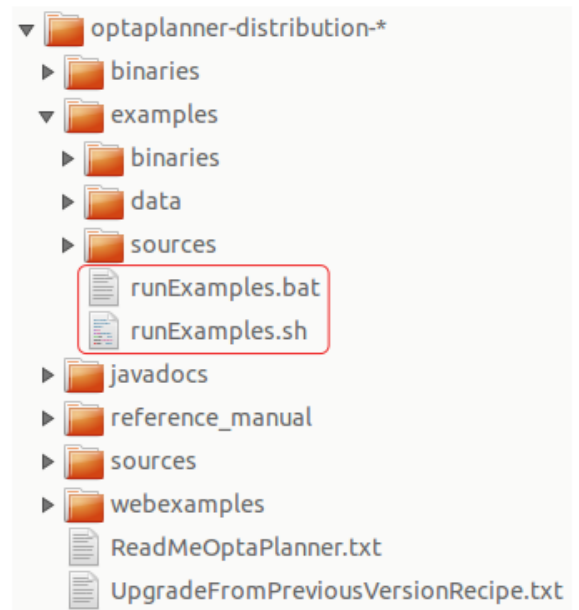 optaplanner-distribution-*
binaries
examples
binaries
data
sources
runExamples.bat
runExamples.sh
javadocs
reference_manual
sources
webexamples
ReadMeOptaPlanner.txt
UpgradeFromPreviousVersionRecipe.txt